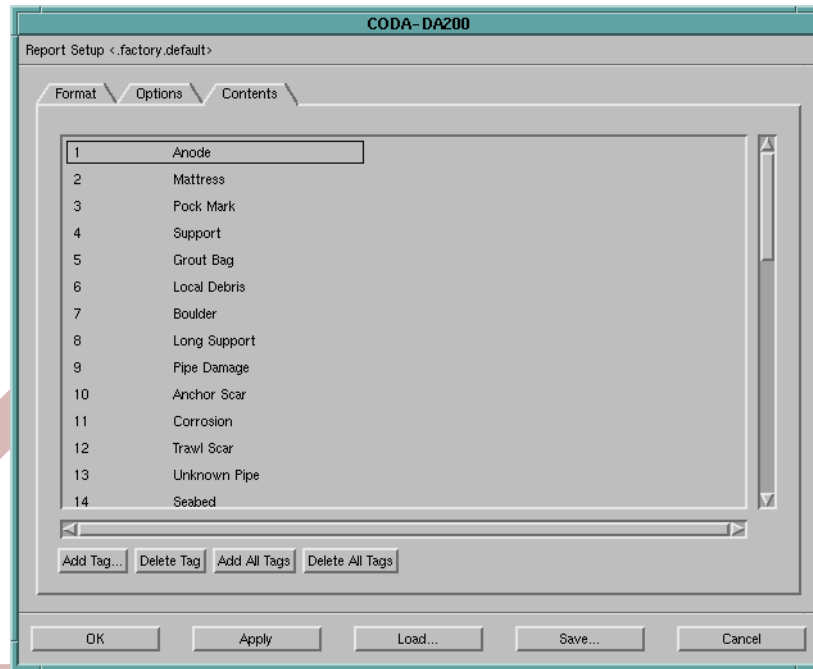 CODA-DA200
Report Setup <.factory.default>
Format Options Contents
1 Anode
2 Mattress
3 Pock Mark
4 Support
5 Grout Bag
6 Local Debris
7 Boulder
8 Long Support
9 Pipe Damage
10 Anchor Scar
11 Corrosion
12 Trawl Scar
13 Unknown Pipe
14 Seabed
Add Tag... Delete Tag Add All Tags Delete All Tags
OK Apply Load... Save... Cancel